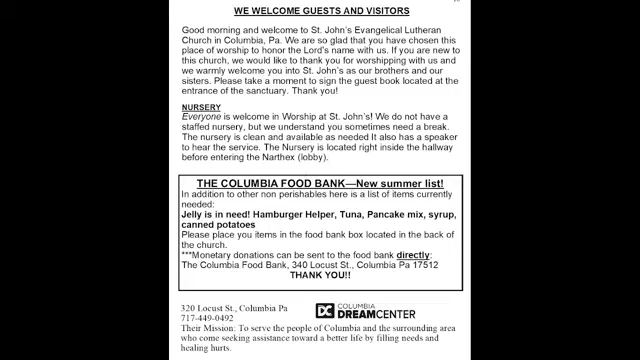 WE WELCOME GUESTS AND VISITORS
Good morning and welcome to St. John's Evangelical Lutheran
Church in Columbia, Pa. We are so glad that you have chosen this
place of worship to honor the Lord's name with us. If you are new to
this church, we would like to thank you for worshipping with us and
we warmly welcome you into St. John's as our brothers and our
sisters. Please take a moment to sign the guest book located at the
entrance of the sanctuary. Thank you!
NURSERY
Everyone is welcome in Worship at St. John's! We do not have a
staffed nursery, but we understand you sometimes need a break.
The nursery is clean and available as needed It also has a speaker
to hear the service. The Nursery is located right inside the hallway
before entering the Narthex (lobby).
THE COLUMBIA FOOD BANK—New summer list!
In addition to other non perishables here is a list of items currently
needed:
Jelly is in need! Hamburger Helper, Tuna, Pancake mix, syrup,
canned potatoes
Please place you items in the food bank box located in the back of
the church.
***Monetary donations can be sent to the food bank directly:
The Columbia Food Bank, 340 Locust St., Columbia Pa 17512
THANK YOU!!
320 Locust St., Columbia Pa
717-449-0492
DC COLUMBIA
DREAMCENTER
Their Mission: To serve the people of Columbia and the surrounding area
who come seeking assistance toward a better life by filling needs and
healing hurts.